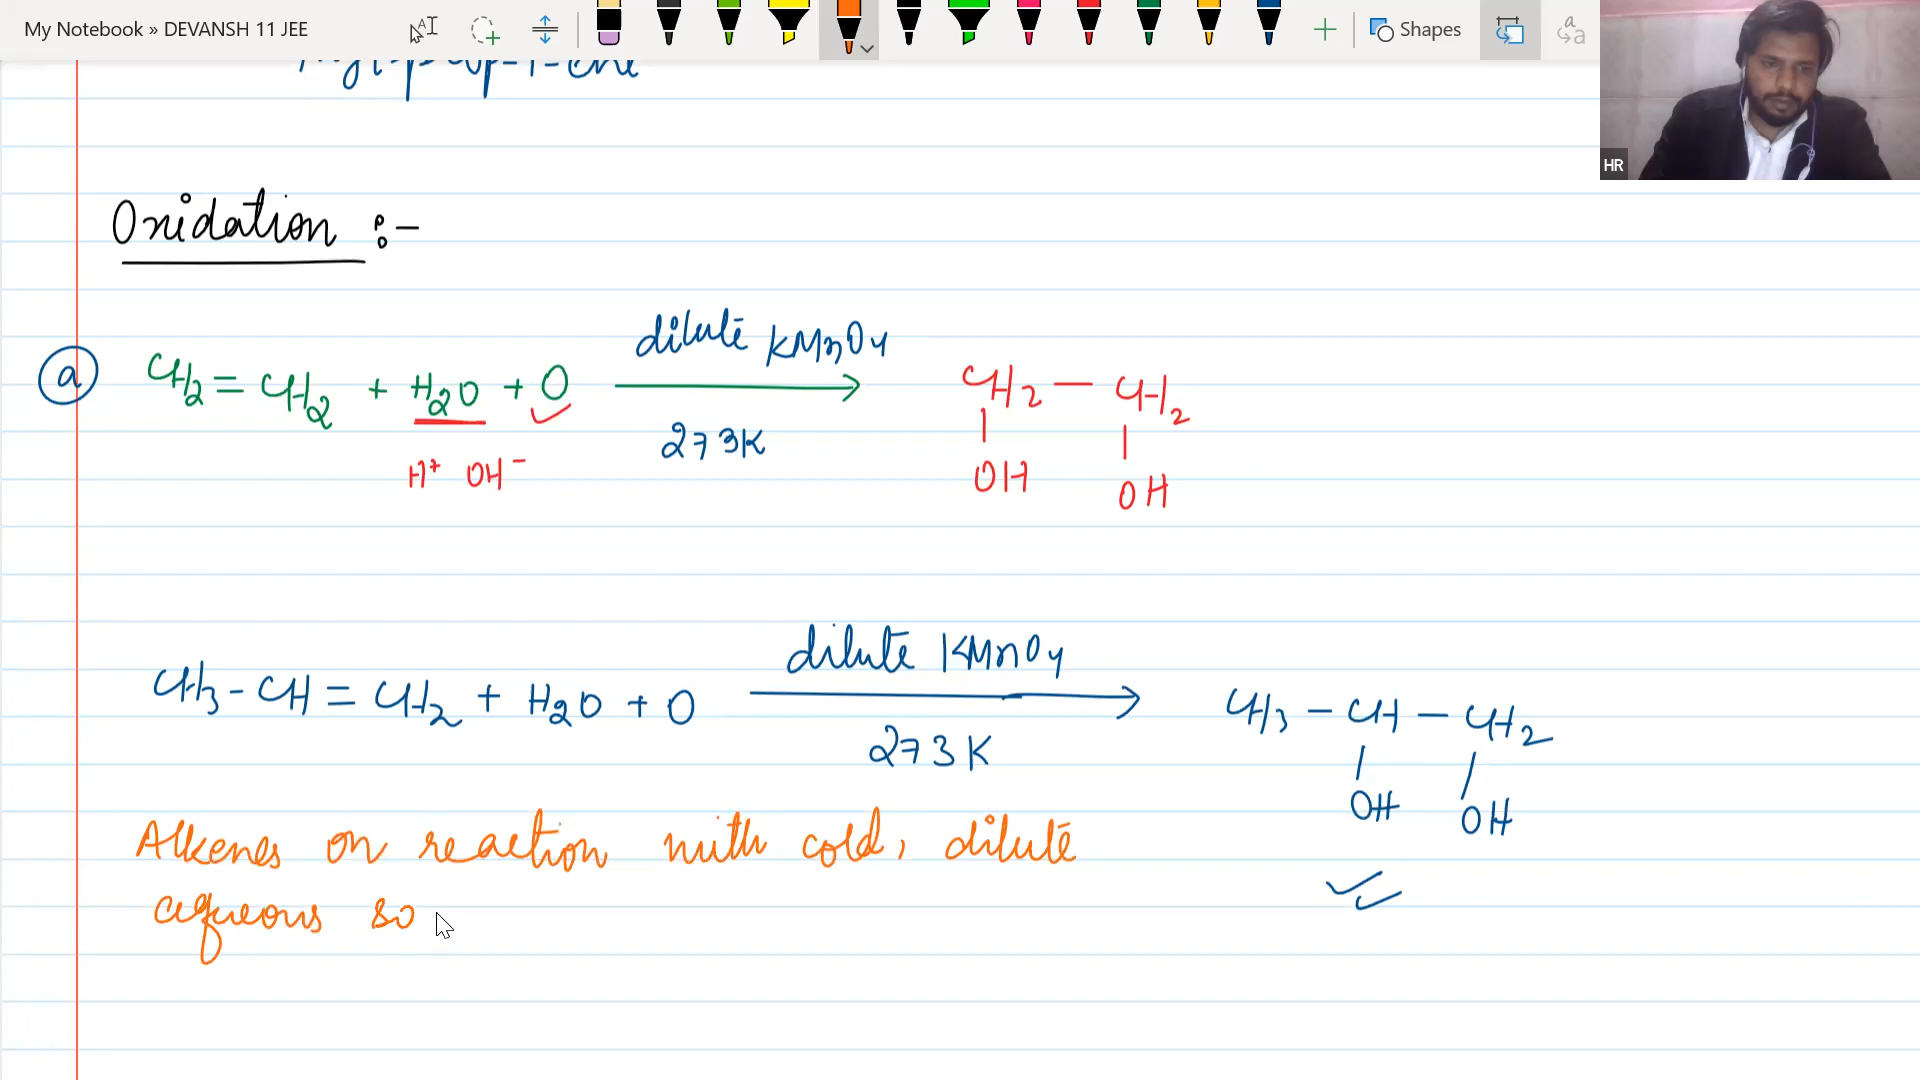 My Notebook » DEVANSH 11 JEE
Shapes
HR
Oxidation :-
(a) CH2 = CH2 + H2O + O dilute KMnO4 273K CH2 — CH2
H+ OH−
OH OH
CH3 - CH = CH2 + H2O + O dilute KMnO4 273K CH3 — CH — CH2
OH OH
Alkenes on reaction with cold, dilute
aqueous so